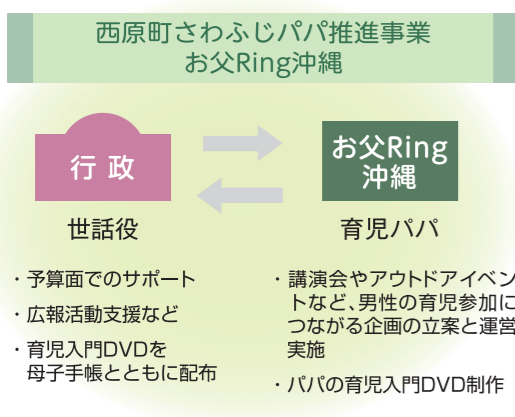 西原町さわふじパパ推進事業
お父Ring沖縄
行政
世話役
・予算面でのサポート
・広報活動支援など
・育児入門DVDを
母子手帳とともに配布
お父Ring
沖縄
育児パパ
・講演会やアウトドアイベン
トなど、男性の育児参加に
つながる企画の立案と運営
実施
・パパの育児入門DVD制作